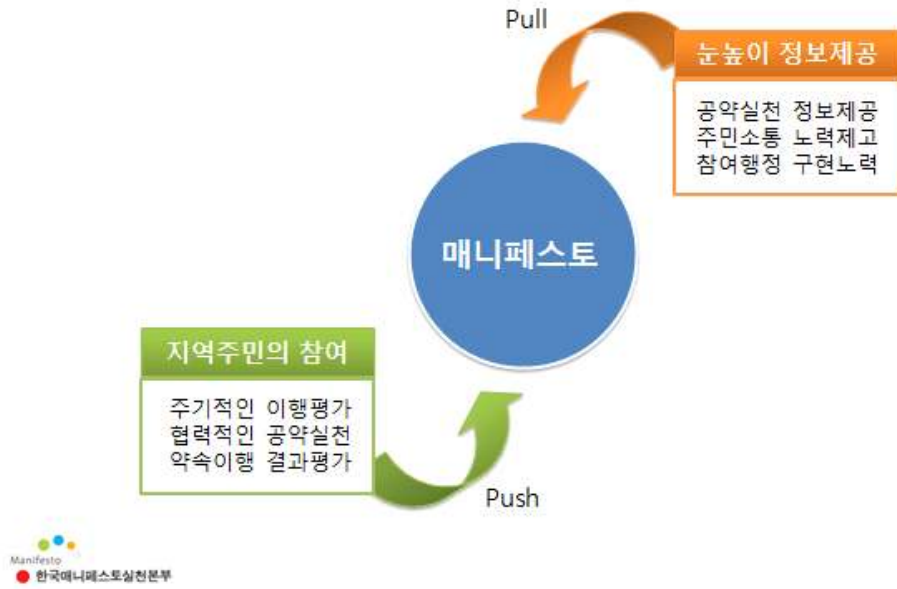 Pull
눈높이 정보제공
공약실천 정보제공
주민소통 노력제고
참여행정 구현노력
매니페스토
지역주민의 참여
주기적인 이행평가
협력적인 공약실천
약속이행 결과평가
Push
Manifesto
한국매니페스토실천본부